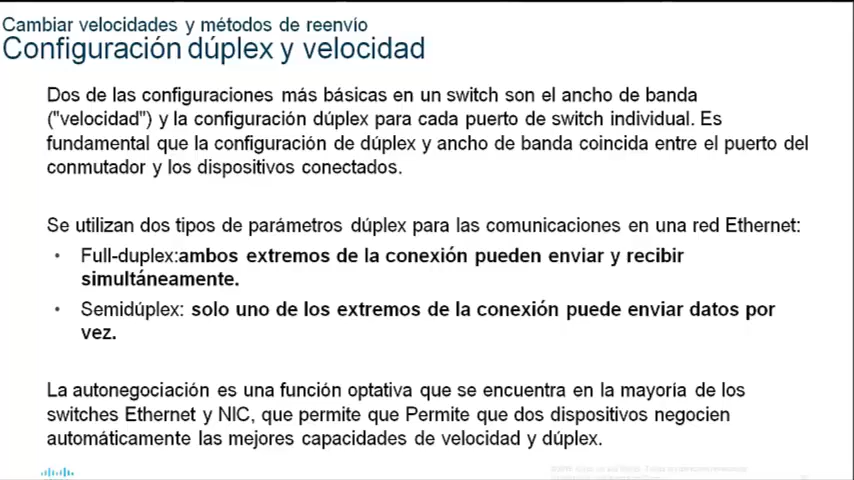 Cambiar velocidades y métodos de reenvío
Configuración dúplex y velocidad
Dos de las configuraciones más básicas en un switch son el ancho de banda
("velocidad") y la configuración dúplex para cada puerto de switch individual. Es
fundamental que la configuración de dúplex y ancho de banda coincida entre el puerto del
conmutador y los dispositivos conectados.
Se utilizan dos tipos de parámetros dúplex para las comunicaciones en una red Ethernet:
• Full-duplex:ambos extremos de la conexión pueden enviar y recibir
simultáneamente.
• Semidúplex: solo uno de los extremos de la conexión puede enviar datos por
vez.
La autonegociación es una función optativa que se encuentra en la mayoría de los
switches Ethernet y NIC, que permite que Permite que dos dispositivos negocien
automáticamente las mejores capacidades de velocidad y dúplex.